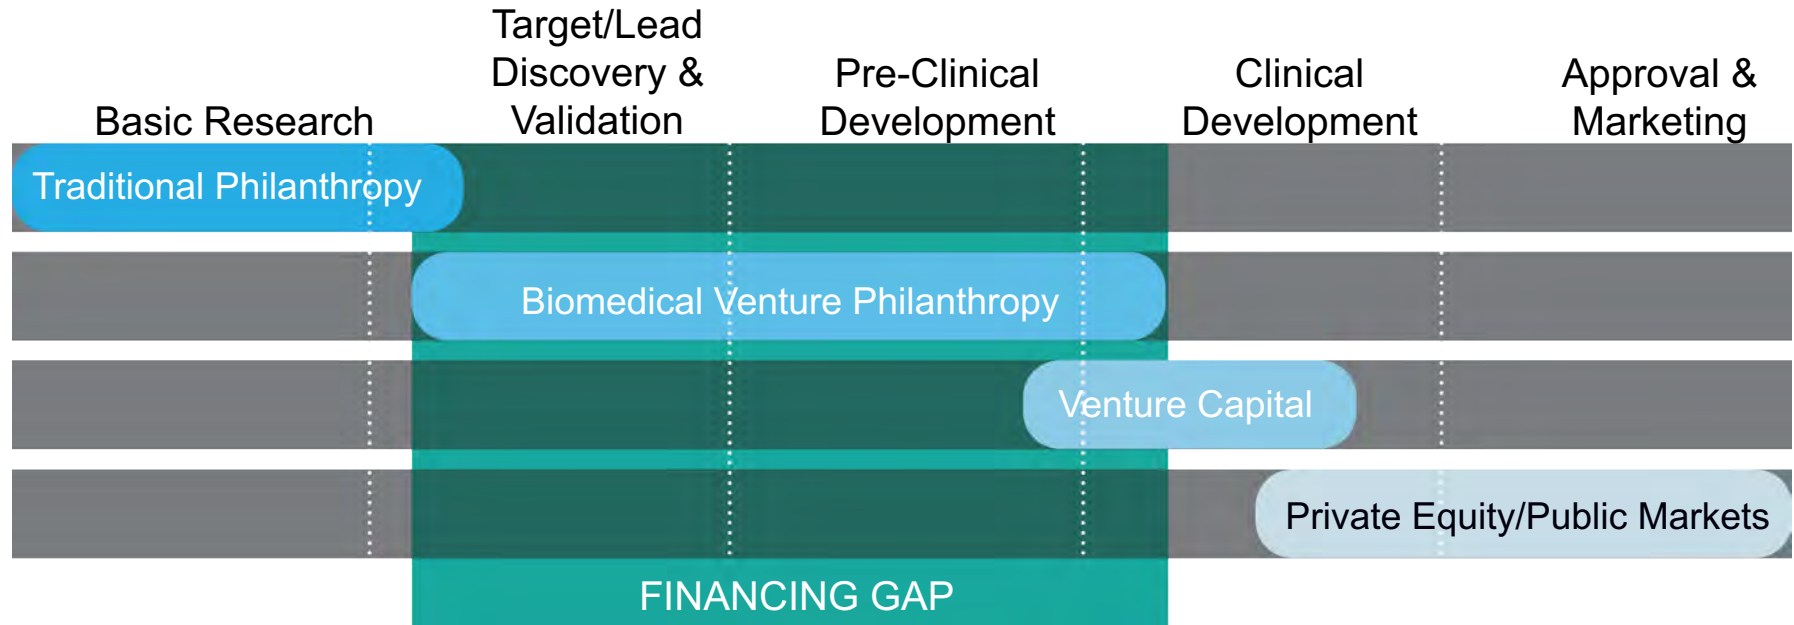 Basic Research
Target/Lead
Discovery &
Validation
Pre-Clinical
Development
Clinical
Development
Approval &
Marketing
Traditional Philanthropy
Biomedical Venture Philanthropy
Venture Capital
Private Equity/Public Markets
FINANCING GAP